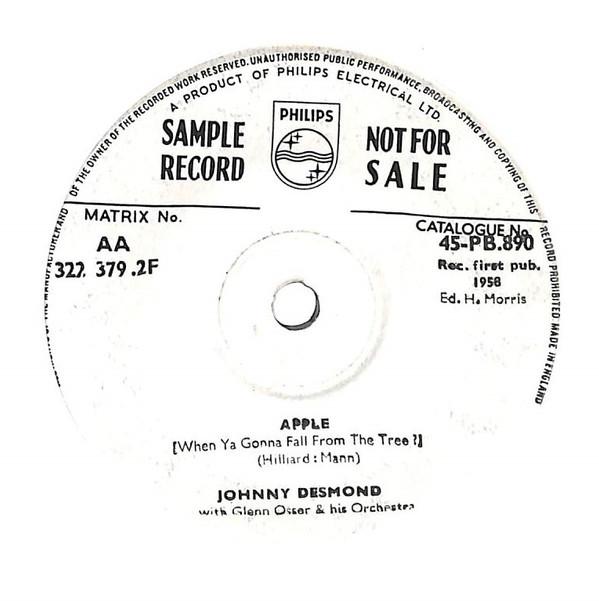 OF THE OWNER OF THE RECORDED WORK RESERVED. UNAUTHORISED PUBLIC PERFORMANCE, BROADCASTING AND COPYING OF THIS RECORD PROHIBITED. MADE IN ENGLAND
A PRODUCT OF PHILIPS ELECTRICAL LTD.
PHILIPS
SAMPLE NOT FOR
RECORD SALE
MATRIX No. CATALOGUE No.
AA 45-PB.890
322 379.2F Rec. first pub.
1958
Ed. H. Morris
APPLE
[When Ya Gonna Fall From The Tree?]
(Hilliard : Mann)
JOHNNY DESMOND
with Glenn Osser & his Orchestra